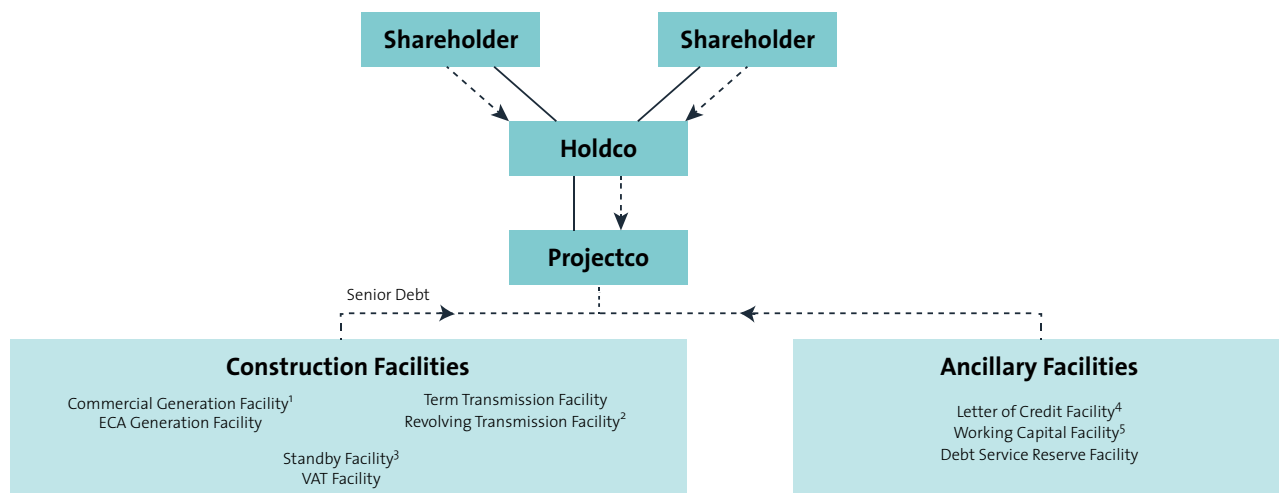 Shareholder
Shareholder
Holdco
Projectco
Senior Debt
Construction Facilities
Commercial Generation Facility¹
ECA Generation Facility
Term Transmission Facility
Revolving Transmission Facility²
Standby Facility³
VAT Facility
Ancillary Facilities
Letter of Credit Facility⁴
Working Capital Facility⁵
Debt Service Reserve Facility